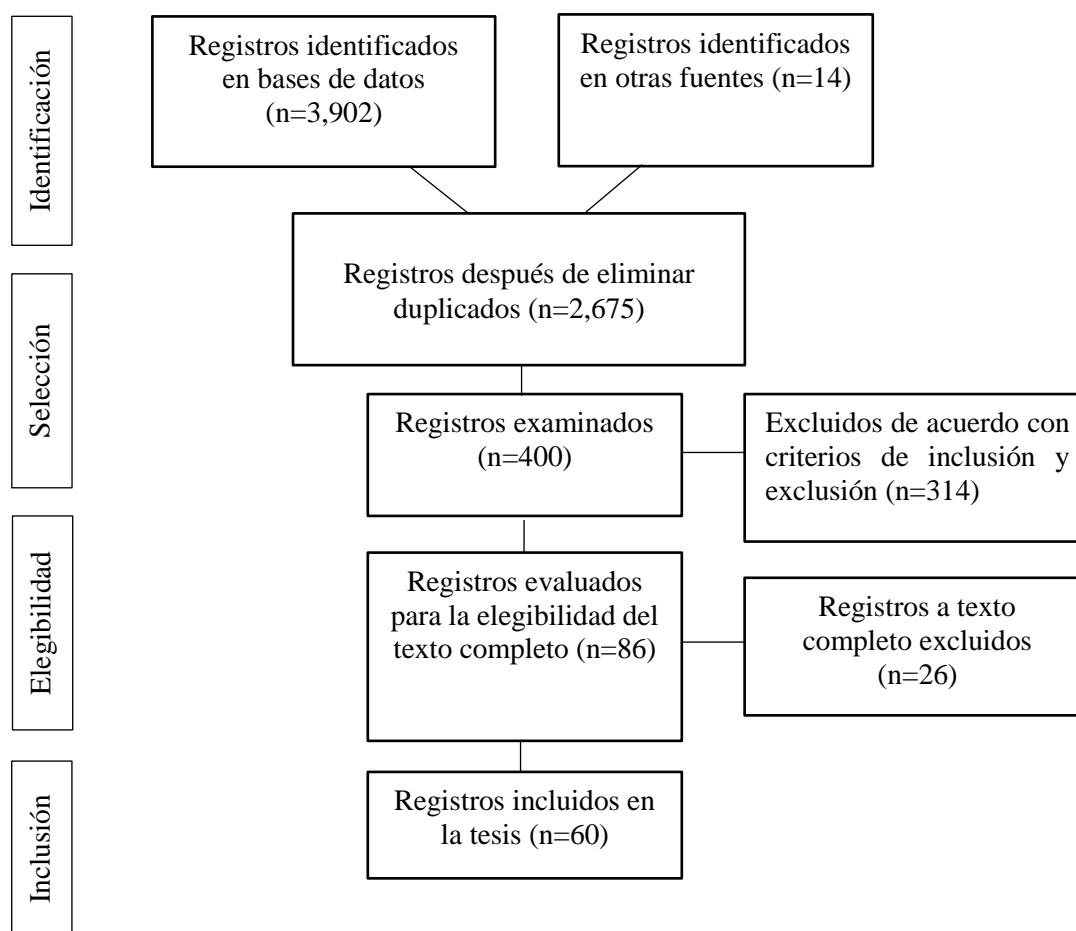 Identificación
Registros identificados
en bases de datos
(n=3,902)
Registros identificados
en otras fuentes (n=14)
Registros después de eliminar
duplicados (n=2,675)
Selección
Registros examinados
(n=400)
Excluidos de acuerdo con
criterios de inclusión y
exclusión (n=314)
Elegibilidad
Registros evaluados
para la elegibilidad del
texto completo (n=86)
Registros a texto
completo excluidos
(n=26)
Inclusión
Registros incluidos en
la tesis (n=60)